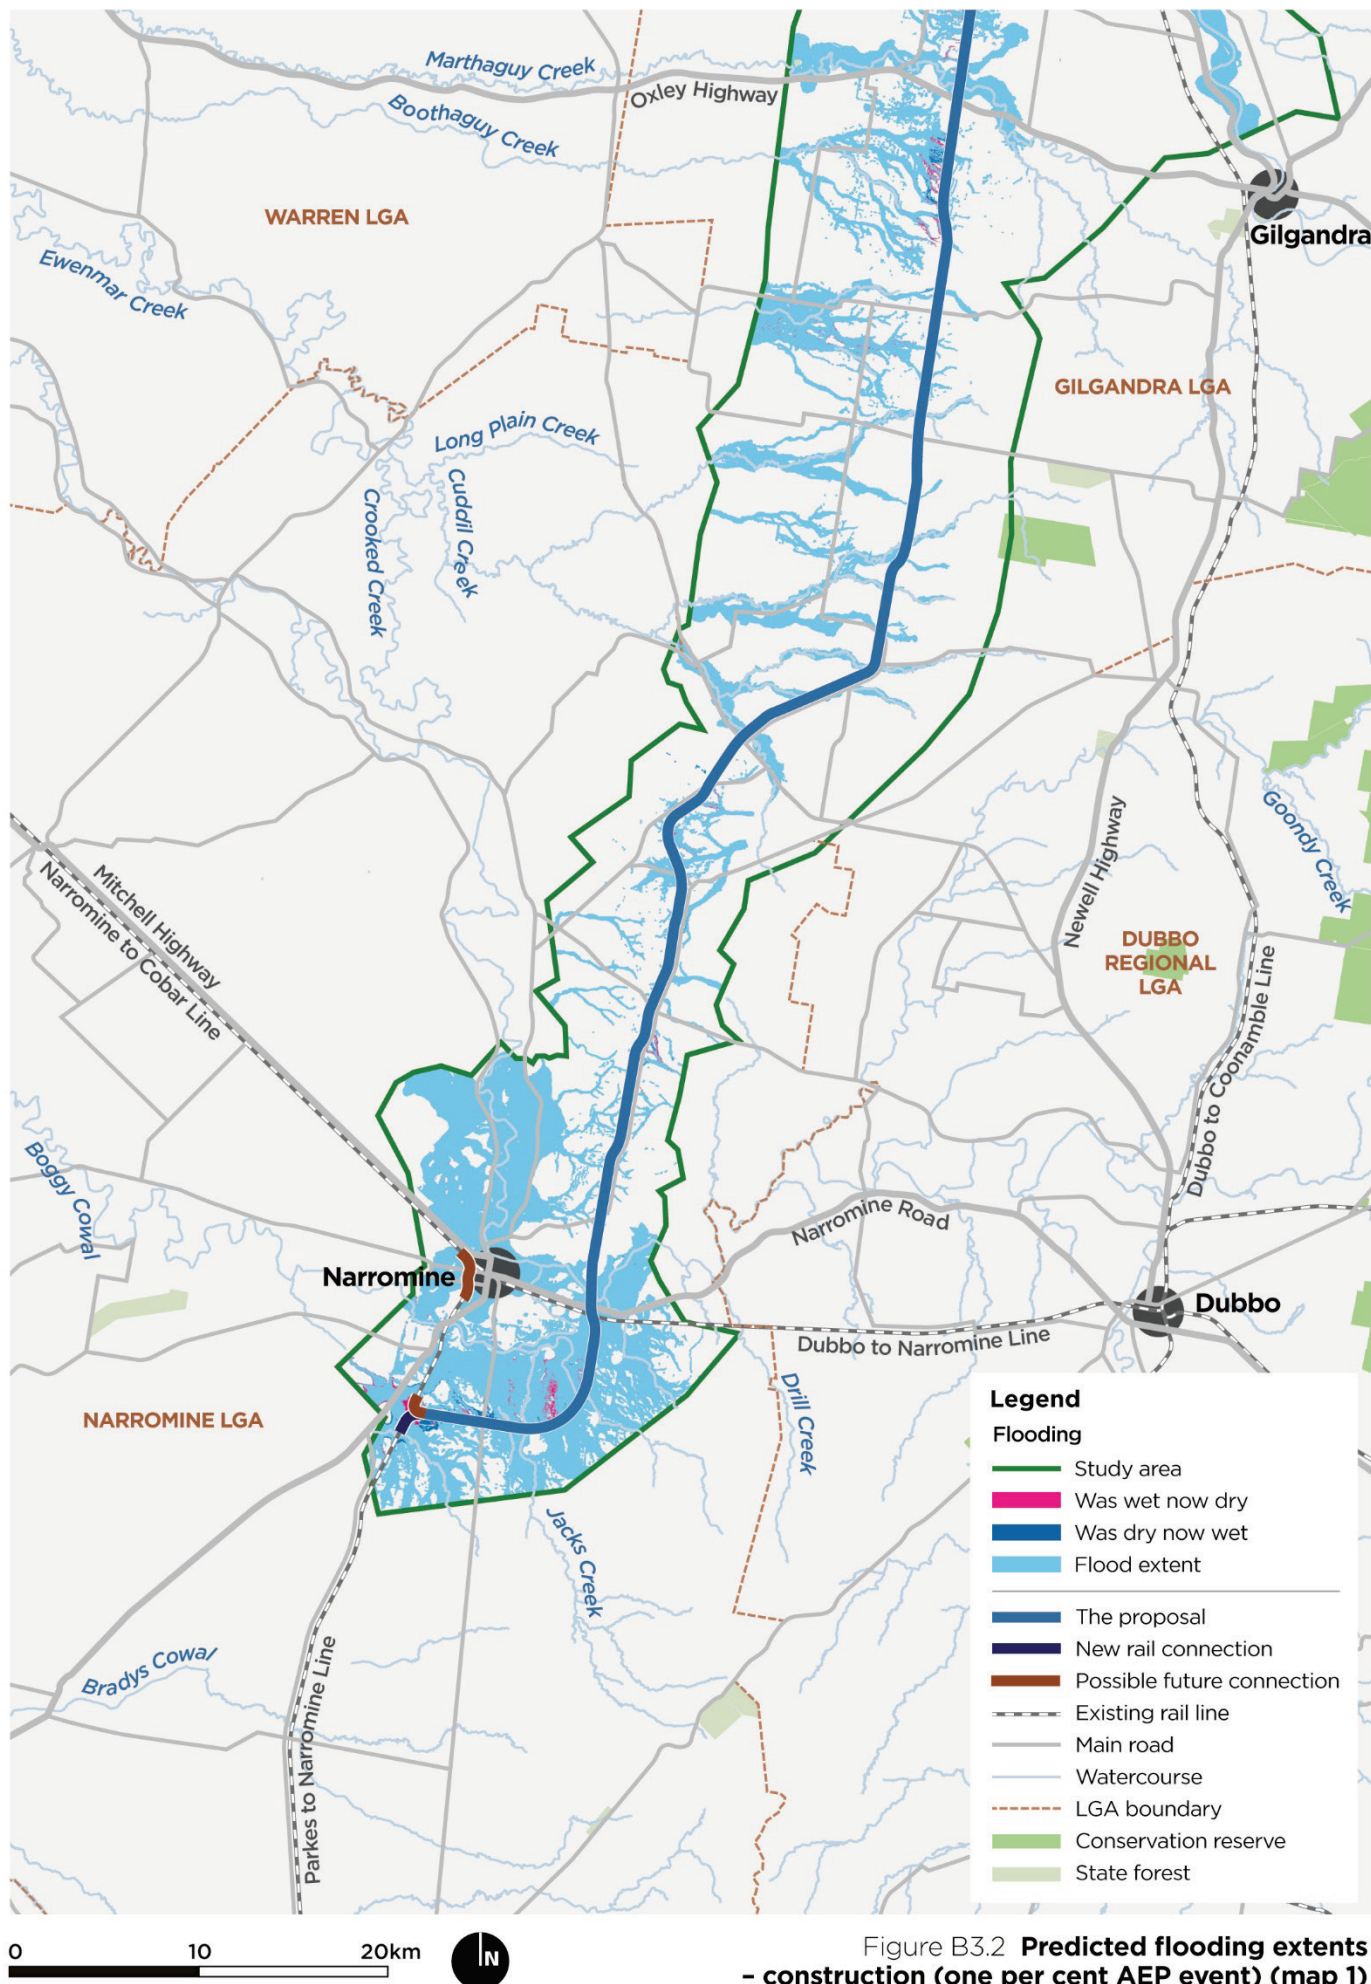 Marthaguy Creek
Oxley Highway
Boothaguy Creek
WARREN LGA
Gilgandra
Ewenmar Creek
GILGANDRA LGA
Long Plain Creek
Cuddil Creek
Crooked Creek
Goondy Creek
Newell Highway
Mitchell Highway
Narromine to Cobar Line
DUBBO
REGIONAL
LGA
Dubbo to Coonamble Line
Boggy Cowal
Narromine Road
Narromine
Dubbo
Dubbo to Narromine Line
Drill Creek
NARROMINE LGA
Jacks Creek
Bradys Cowal
Parkes to Narromine Line
Legend
Flooding
Study area
Was wet now dry
Was dry now wet
Flood extent
The proposal
New rail connection
Possible future connection
Existing rail line
Main road
Watercourse
LGA boundary
Conservation reserve
State forest
0 10 20km
N
Figure B3.2 Predicted flooding extents
– construction (one per cent AEP event) (map 1)